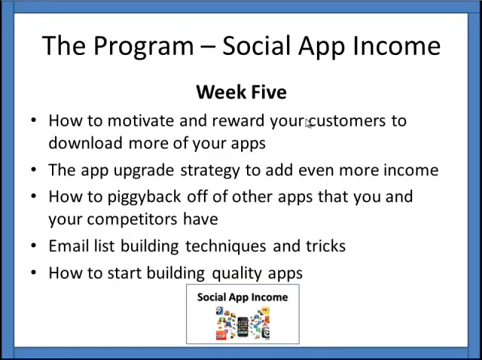 The Program – Social App Income
Week Five
• How to motivate and reward your customers to
download more of your apps
• The app upgrade strategy to add even more income
• How to piggyback off of other apps that you and
your competitors have
• Email list building techniques and tricks
• How to start building quality apps
Social App Income